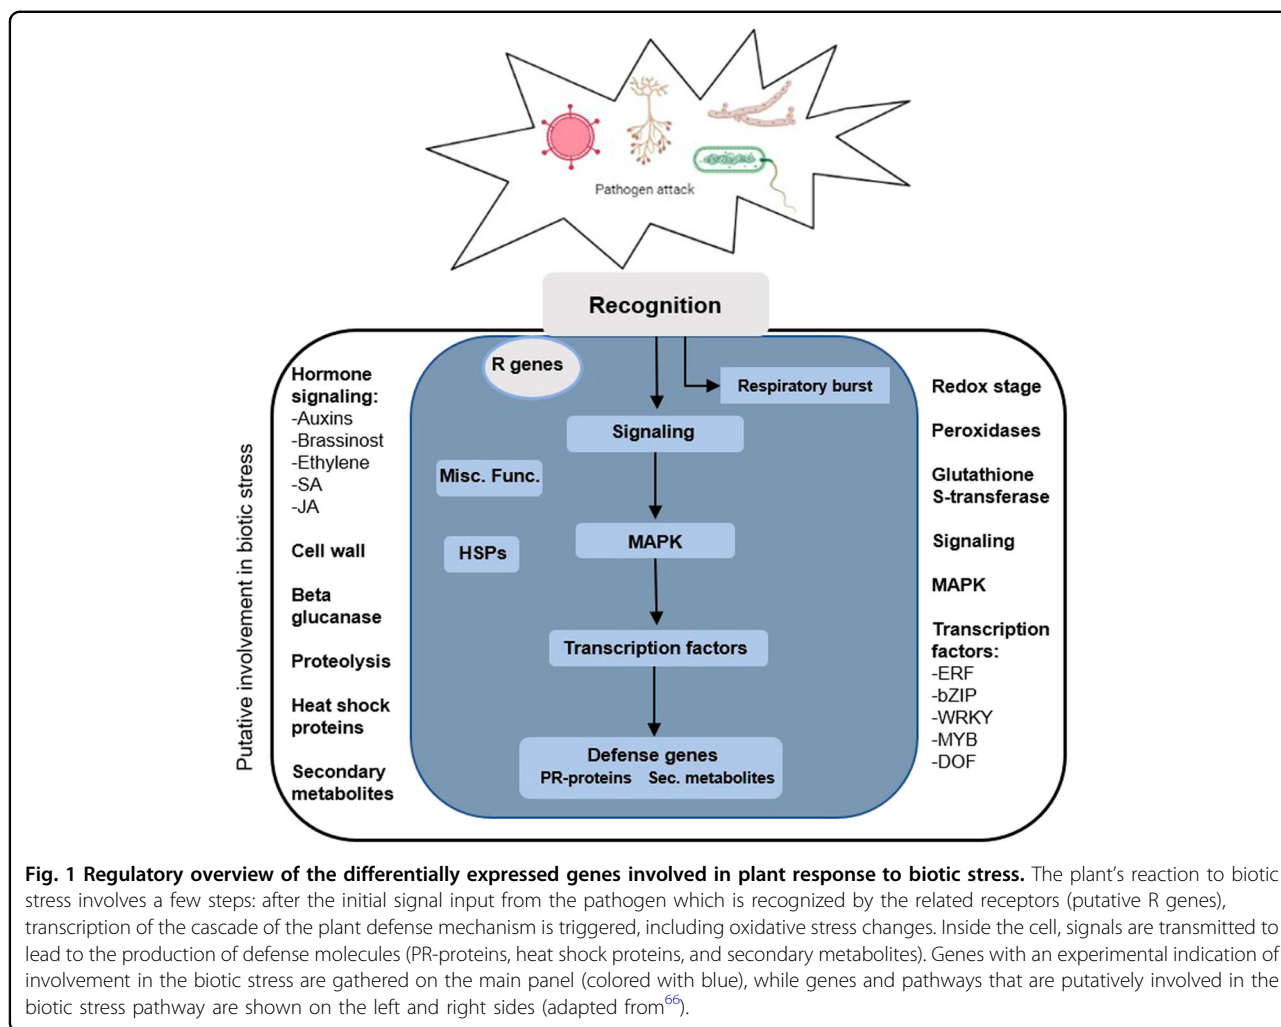 Pathogen attack
Recognition
Putative involvement in biotic stress
Hormone
signaling:
-Auxins
-Brassinost
-Ethylene
-SA
-JA
Cell wall
Beta
glucanase
Proteolysis
Heat shock
proteins
Secondary
metabolites
R genes
Respiratory burst
Signaling
Misc. Func.
MAPK
HSPs
Transcription factors
Defense genes
PR-proteins Sec. metabolites
Redox stage
Peroxidases
Glutathione
S-transferase
Signaling
MAPK
Transcription
factors:
-ERF
-bZIP
-WRKY
-MYB
-DOF
Fig. 1 Regulatory overview of the differentially expressed genes involved in plant response to biotic stress. The plant's reaction to biotic
stress involves a few steps: after the initial signal input from the pathogen which is recognized by the related receptors (putative R genes),
transcription of the cascade of the plant defense mechanism is triggered, including oxidative stress changes. Inside the cell, signals are transmitted to
lead to the production of defense molecules (PR-proteins, heat shock proteins, and secondary metabolites). Genes with an experimental indication of
involvement in the biotic stress are gathered on the main panel (colored with blue), while genes and pathways that are putatively involved in the
biotic stress pathway are shown on the left and right sides (adapted from66).